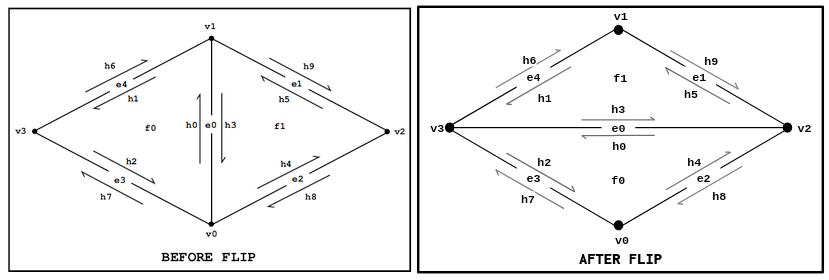 v1
h6
h9
e4
e1
h1
h5
v3
f0
h0
e0
h3
f1
v2
h2
h4
e3
e2
h7
h8
v0
BEFORE FLIP
v1
h6
h9
e4
f1
e1
h1
h5
h3
v3
e0
v2
h0
h2
h4
e3
f0
e2
h7
h8
v0
AFTER FLIP